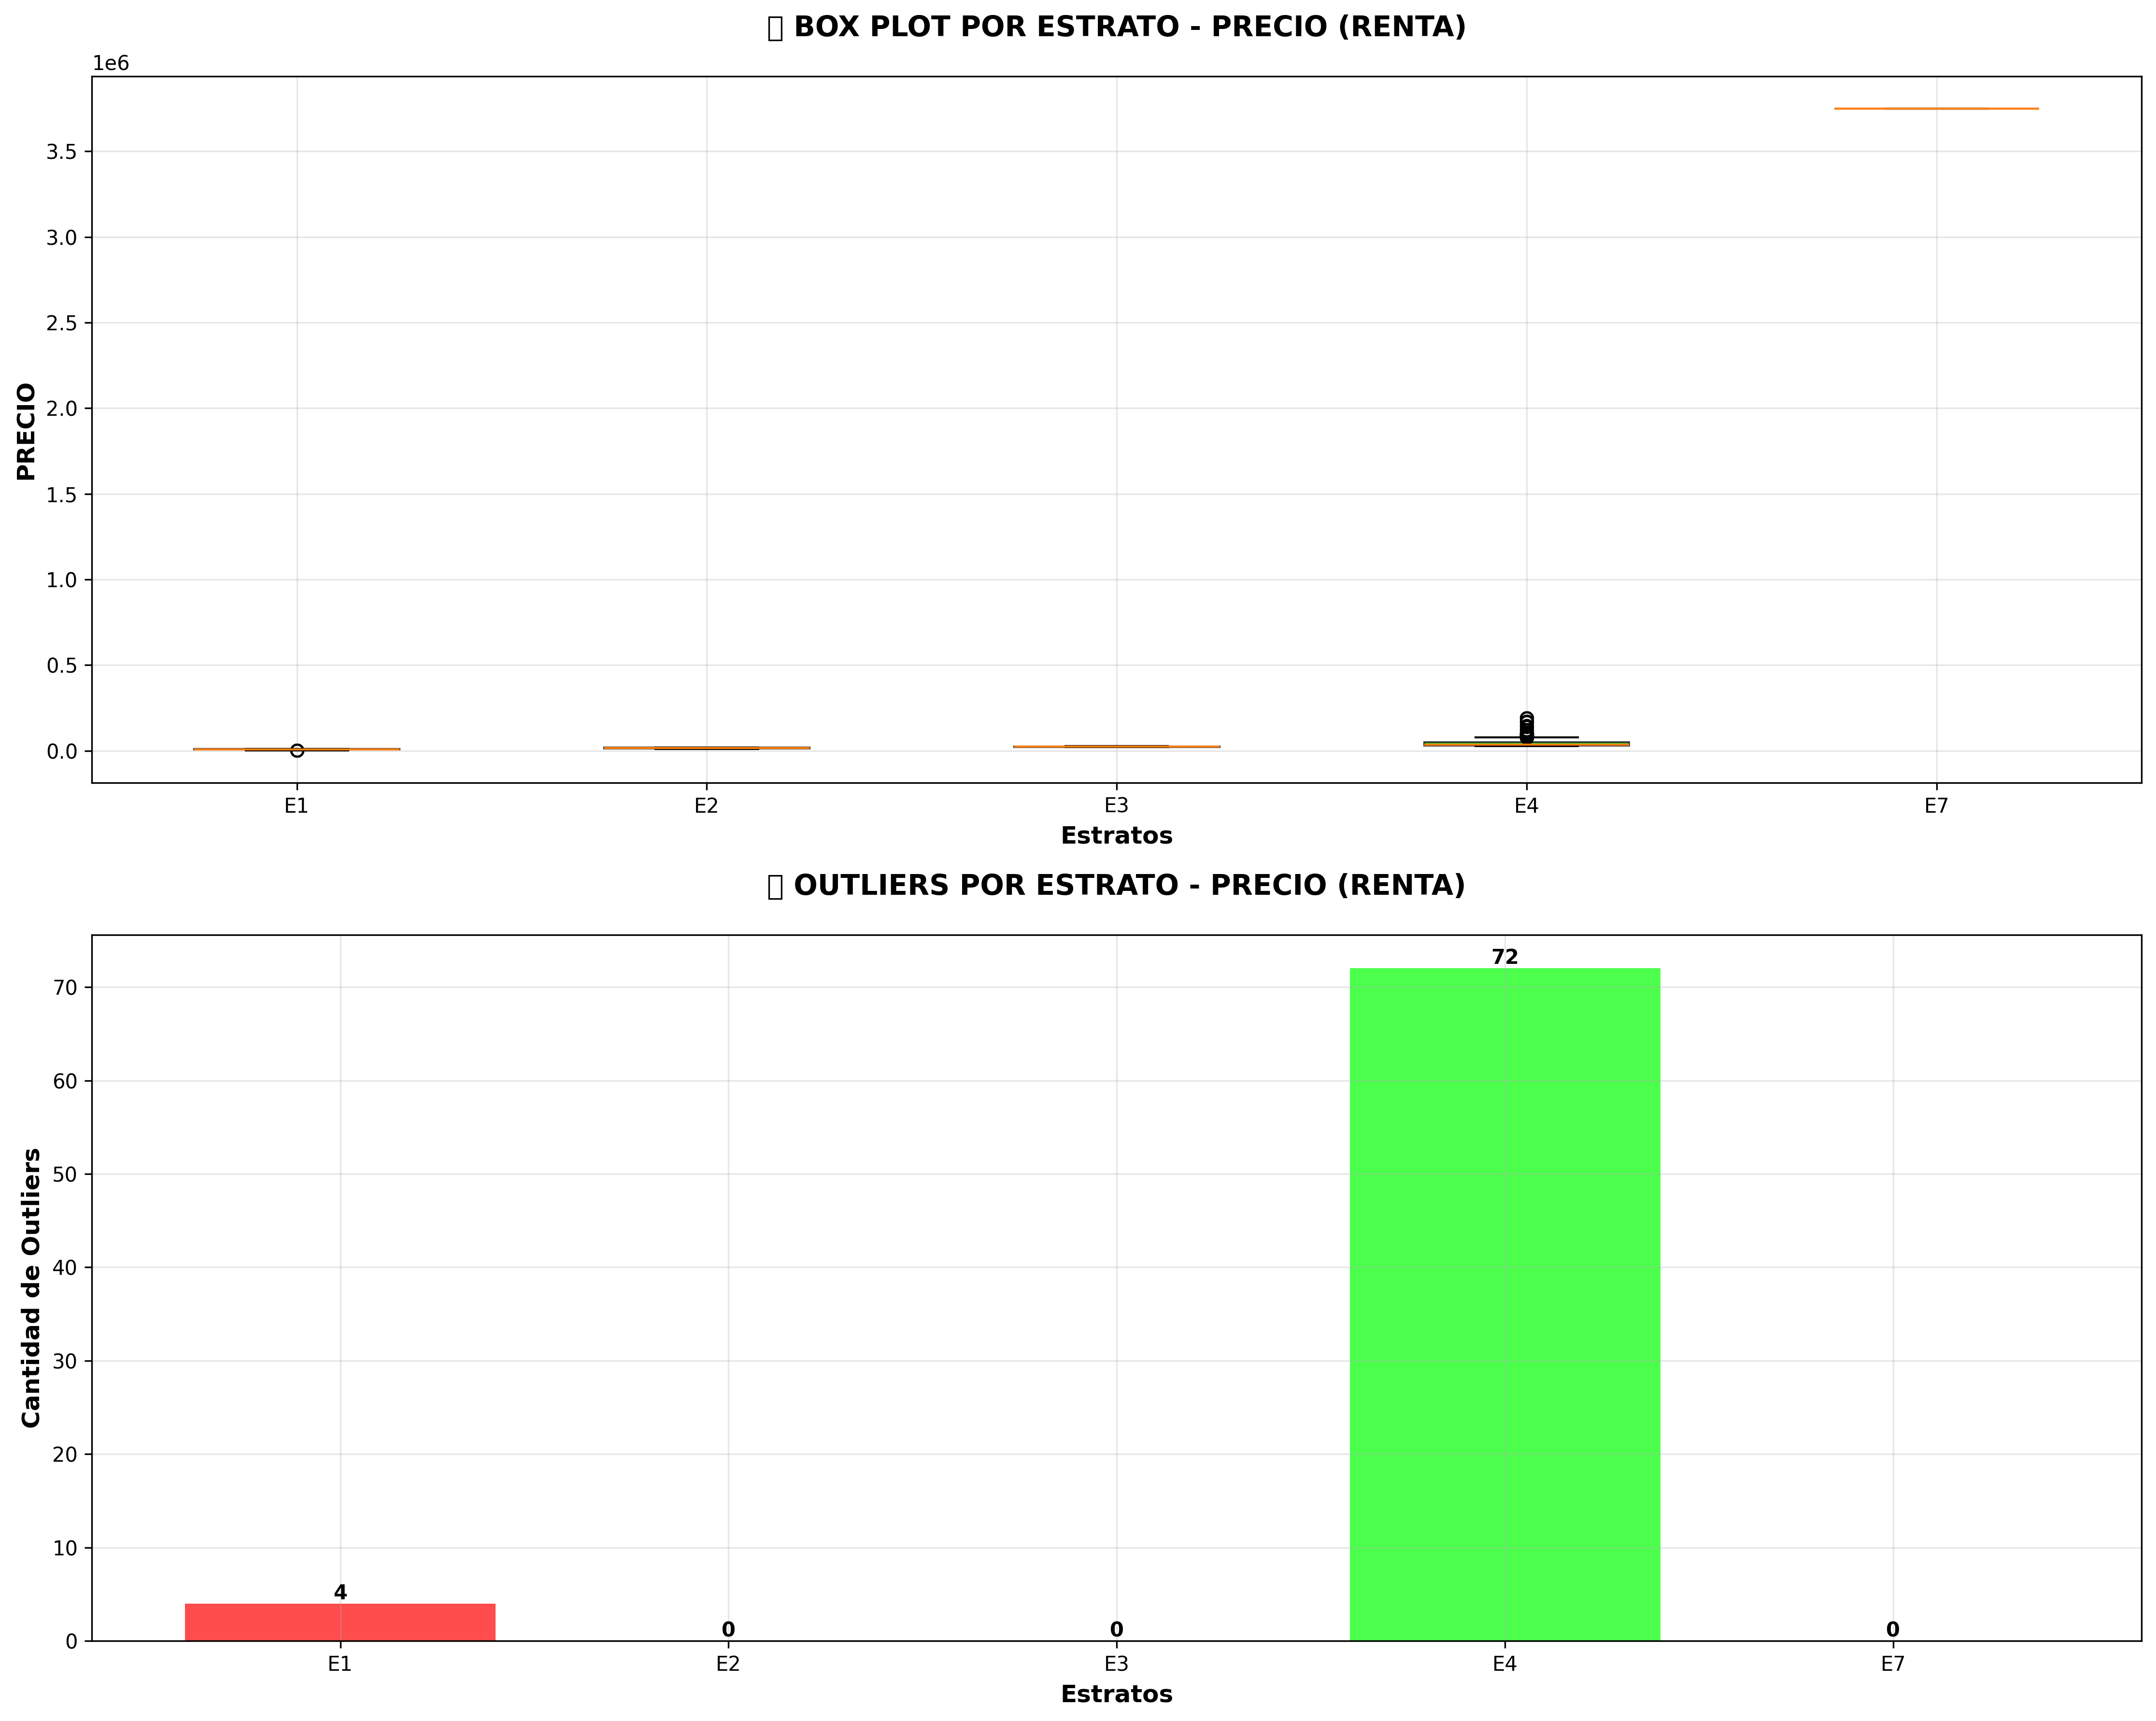 BOX PLOT POR ESTRATO - PRECIO (RENTA)
1e6
3.5
3.0
2.5
2.0
1.5
1.0
0.5
0.0
PRECIO
E1 E2 E3 E4 E7
Estratos
OUTLIERS POR ESTRATO - PRECIO (RENTA)
70
60
50
40
30
20
10
0
Cantidad de Outliers
4 0 0 72 0
E1 E2 E3 E4 E7
Estratos